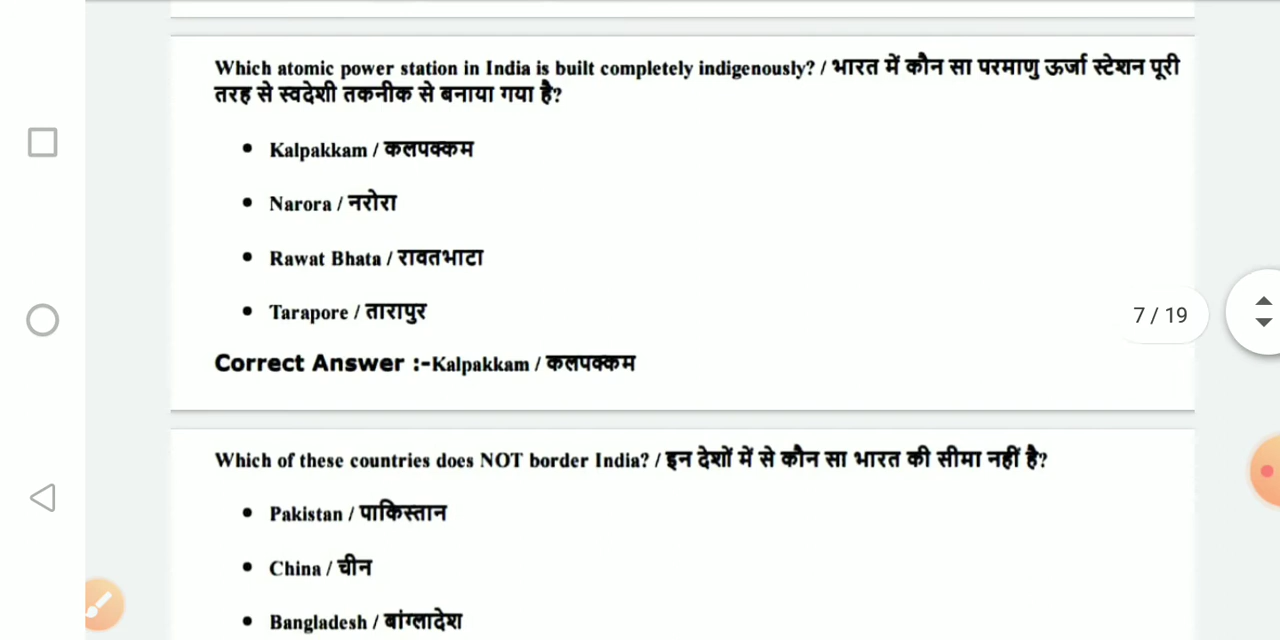 Which atomic power station in India is built completely indigenously? / भारत में कौन सा परमाणु ऊर्जा स्टेशन पूरी
तरह से स्वदेशी तकनीक से बनाया गया है?
• Kalpakkam / कलपक्कम
• Narora / नरोरा
• Rawat Bhata / रावतभाटा
• Tarapore / तारापुर
7 / 19
Correct Answer :-Kalpakkam / कलपक्कम
Which of these countries does NOT border India? / इन देशों में से कौन सा भारत की सीमा नहीं है?
• Pakistan / पाकिस्तान
• China / चीन
• Bangladesh / बांग्लादेश